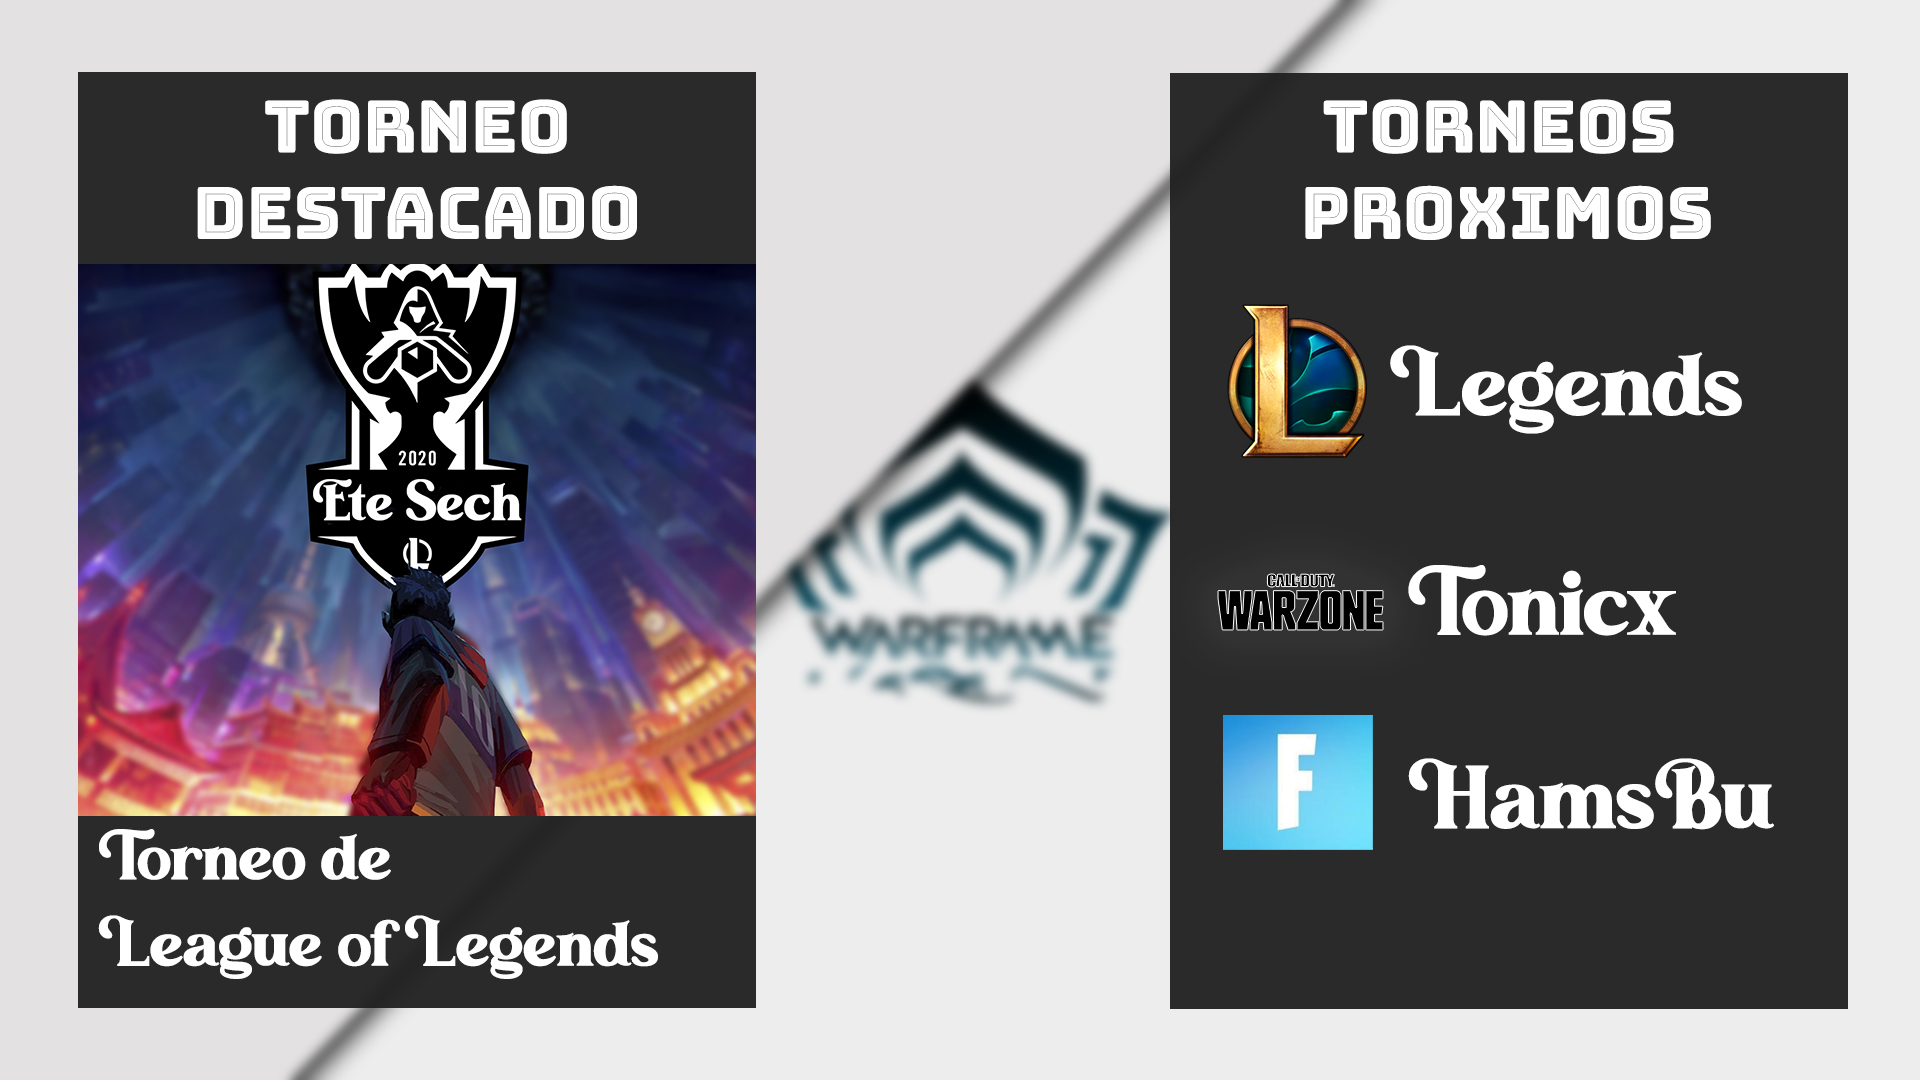 TORNEO
DESTACADO
2020
Ete Sech
Torneo de
League of Legends
WARFRAME
TORNEOS
PROXIMOS
Legends
CALL OF DUTY
WARZONE
Tonicx
F
HamsBu